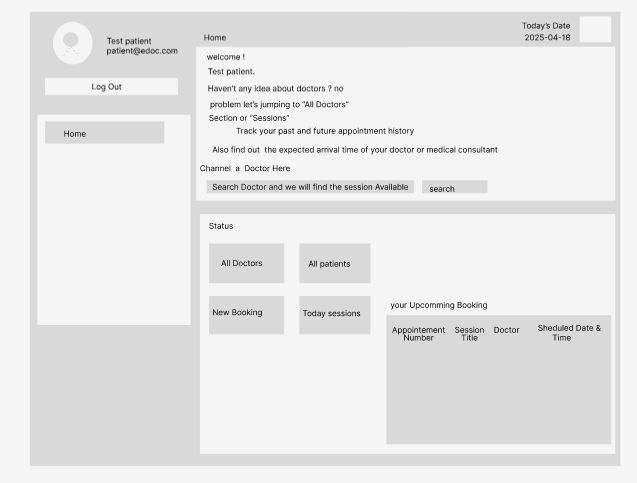 Test patient
patient@edoc.com
Log Out
Home
Home
Today's Date
2025-04-18
welcome !
Test patient.
Haven't any idea about doctors ? no
problem let's jumping to "All Doctors"
Section or "Sessions"
Track your past and future appointment history
Also find out the expected arrival time of your doctor or medical consultant
Channel a Doctor Here
Search Doctor and we will find the session Available
search
Status
All Doctors
All patients
New Booking
Today sessions
your Upcomming Booking
Appointement Number
Session Title
Doctor
Sheduled Date & Time